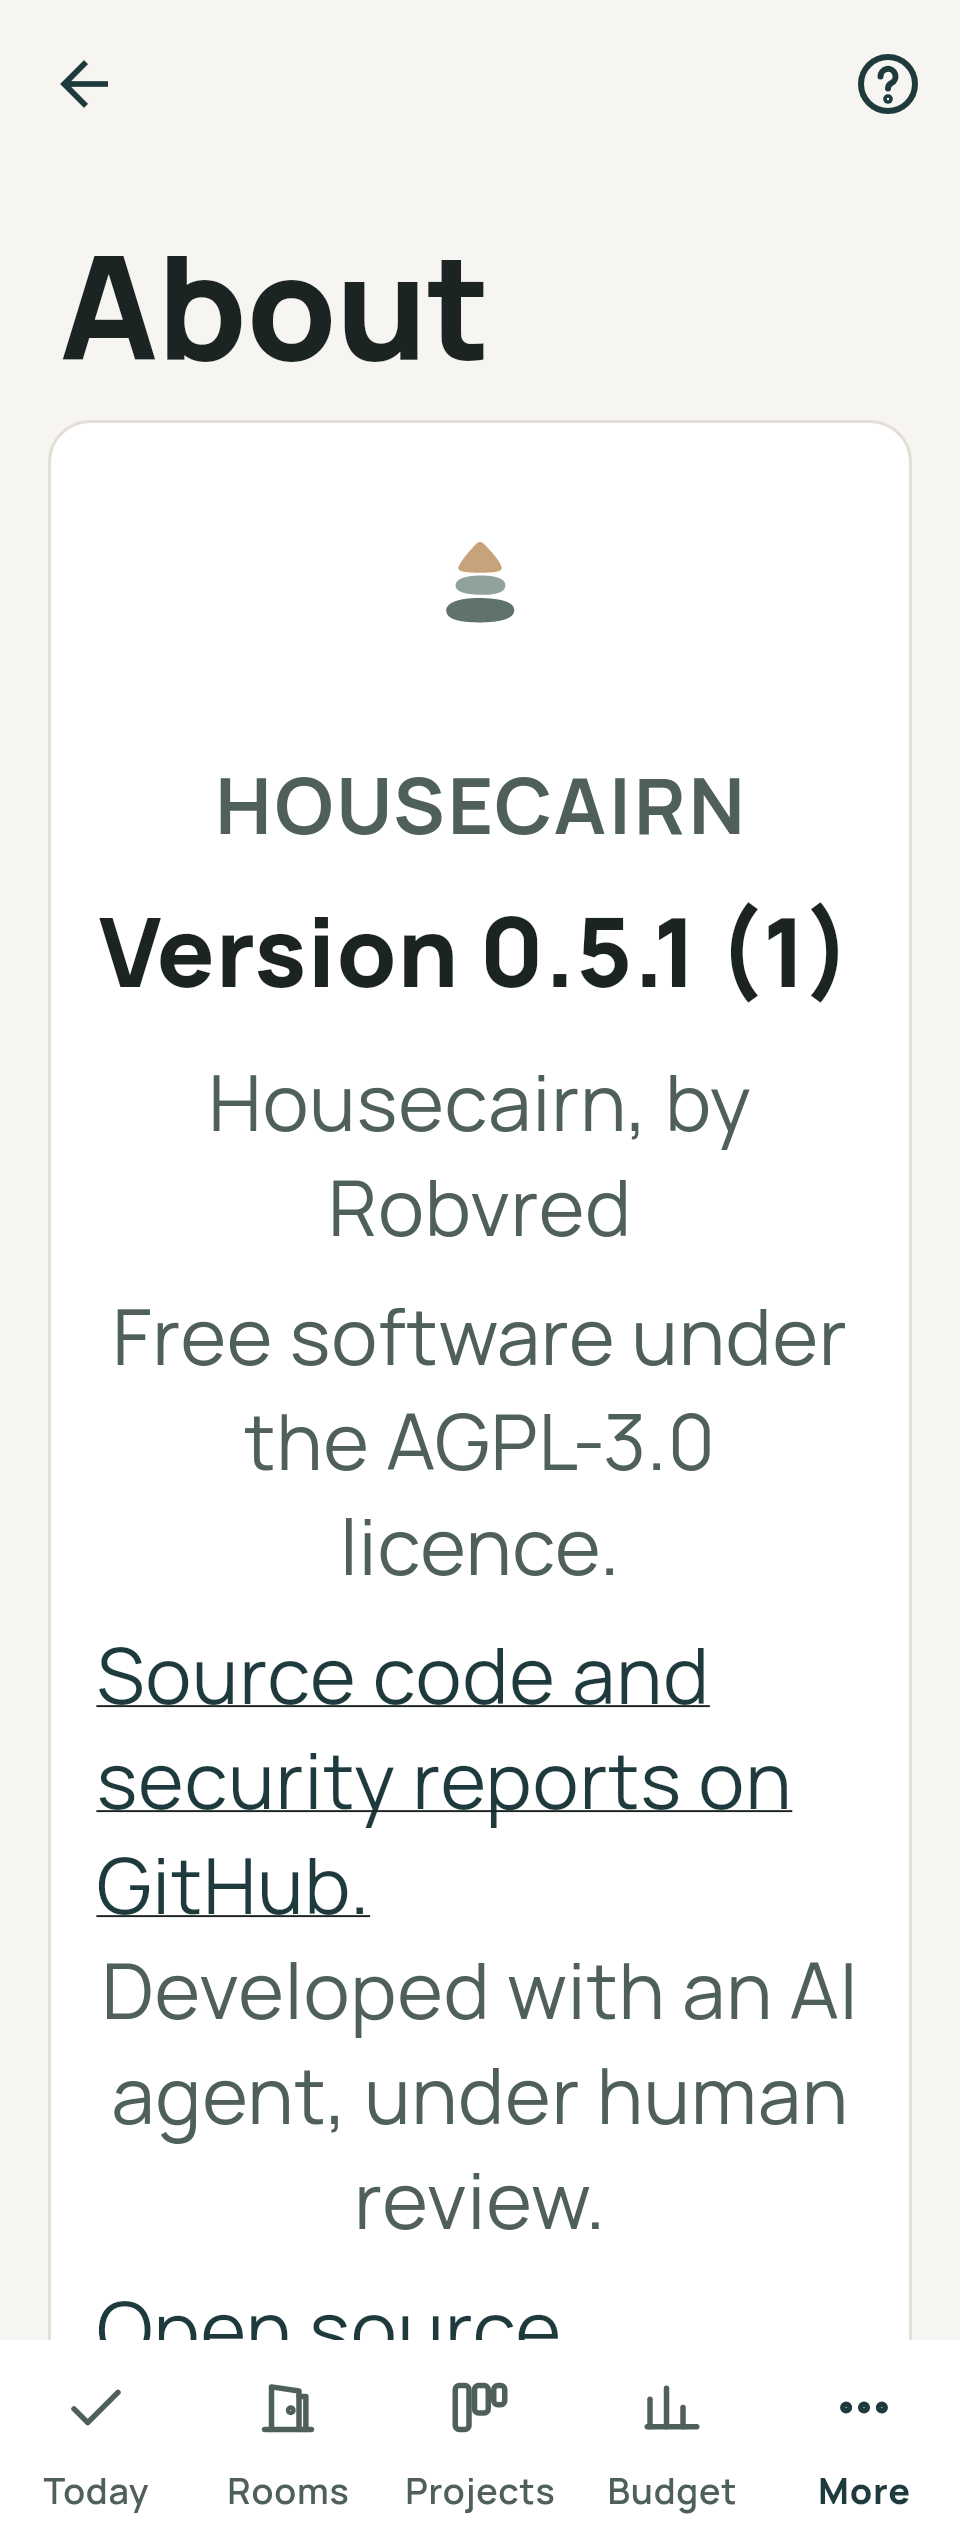 About
HOUSECAIRN
Version 0.5.1 (1)
Housecairn, by
Robvred
Free software under
the AGPL-3.0
licence.
Source code and
security reports on
GitHub.
Developed with an AI
agent, under human
review.
Open source
Today
Rooms
Projects
Budget
More